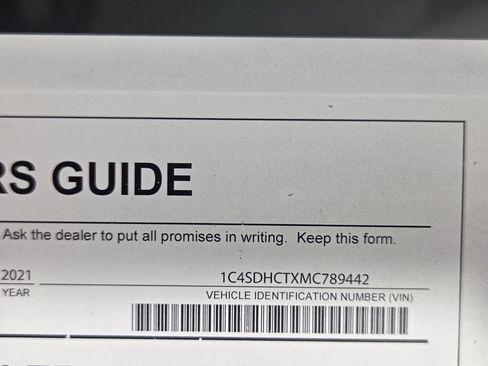 RS GUIDE
Ask the dealer to put all promises in writing. Keep this form.
2021 1C4SDHCTXMC789442
YEAR VEHICLE IDENTIFICATION NUMBER (VIN)